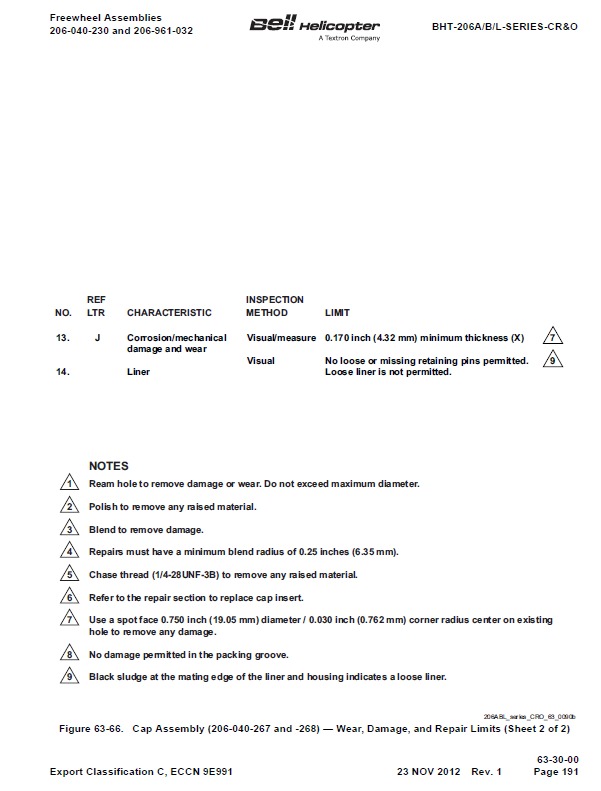 Freewheel Assemblies
206-040-230 and 206-961-032
Bell Helicopter
A Textron Company
BHT-206A/B/L-SERIES-CR&O
REF INSPECTION
NO. LTR CHARACTERISTIC METHOD LIMIT
13. J Corrosion/mechanical Visual/measure 0.170 inch (4.32 mm) minimum thickness (X) 7
damage and wear
Visual No loose or missing retaining pins permitted. 9
14. Liner Loose liner is not permitted.
NOTES
1 Ream hole to remove damage or wear. Do not exceed maximum diameter.
2 Polish to remove any raised material.
3 Blend to remove damage.
4 Repairs must have a minimum blend radius of 0.25 inches (6.35 mm).
5 Chase thread (1/4-28UNF-3B) to remove any raised material.
6 Refer to the repair section to replace cap insert.
7 Use a spot face 0.750 inch (19.05 mm) diameter / 0.030 inch (0.762 mm) corner radius center on existing
hole to remove any damage.
8 No damage permitted in the packing groove.
9 Black sludge at the mating edge of the liner and housing indicates a loose liner.
206ABL_series_CRO_63_0090b
Figure 63-66. Cap Assembly (206-040-267 and -268) — Wear, Damage, and Repair Limits (Sheet 2 of 2)
63-30-00
Export Classification C, ECCN 9E991 23 NOV 2012 Rev. 1 Page 191